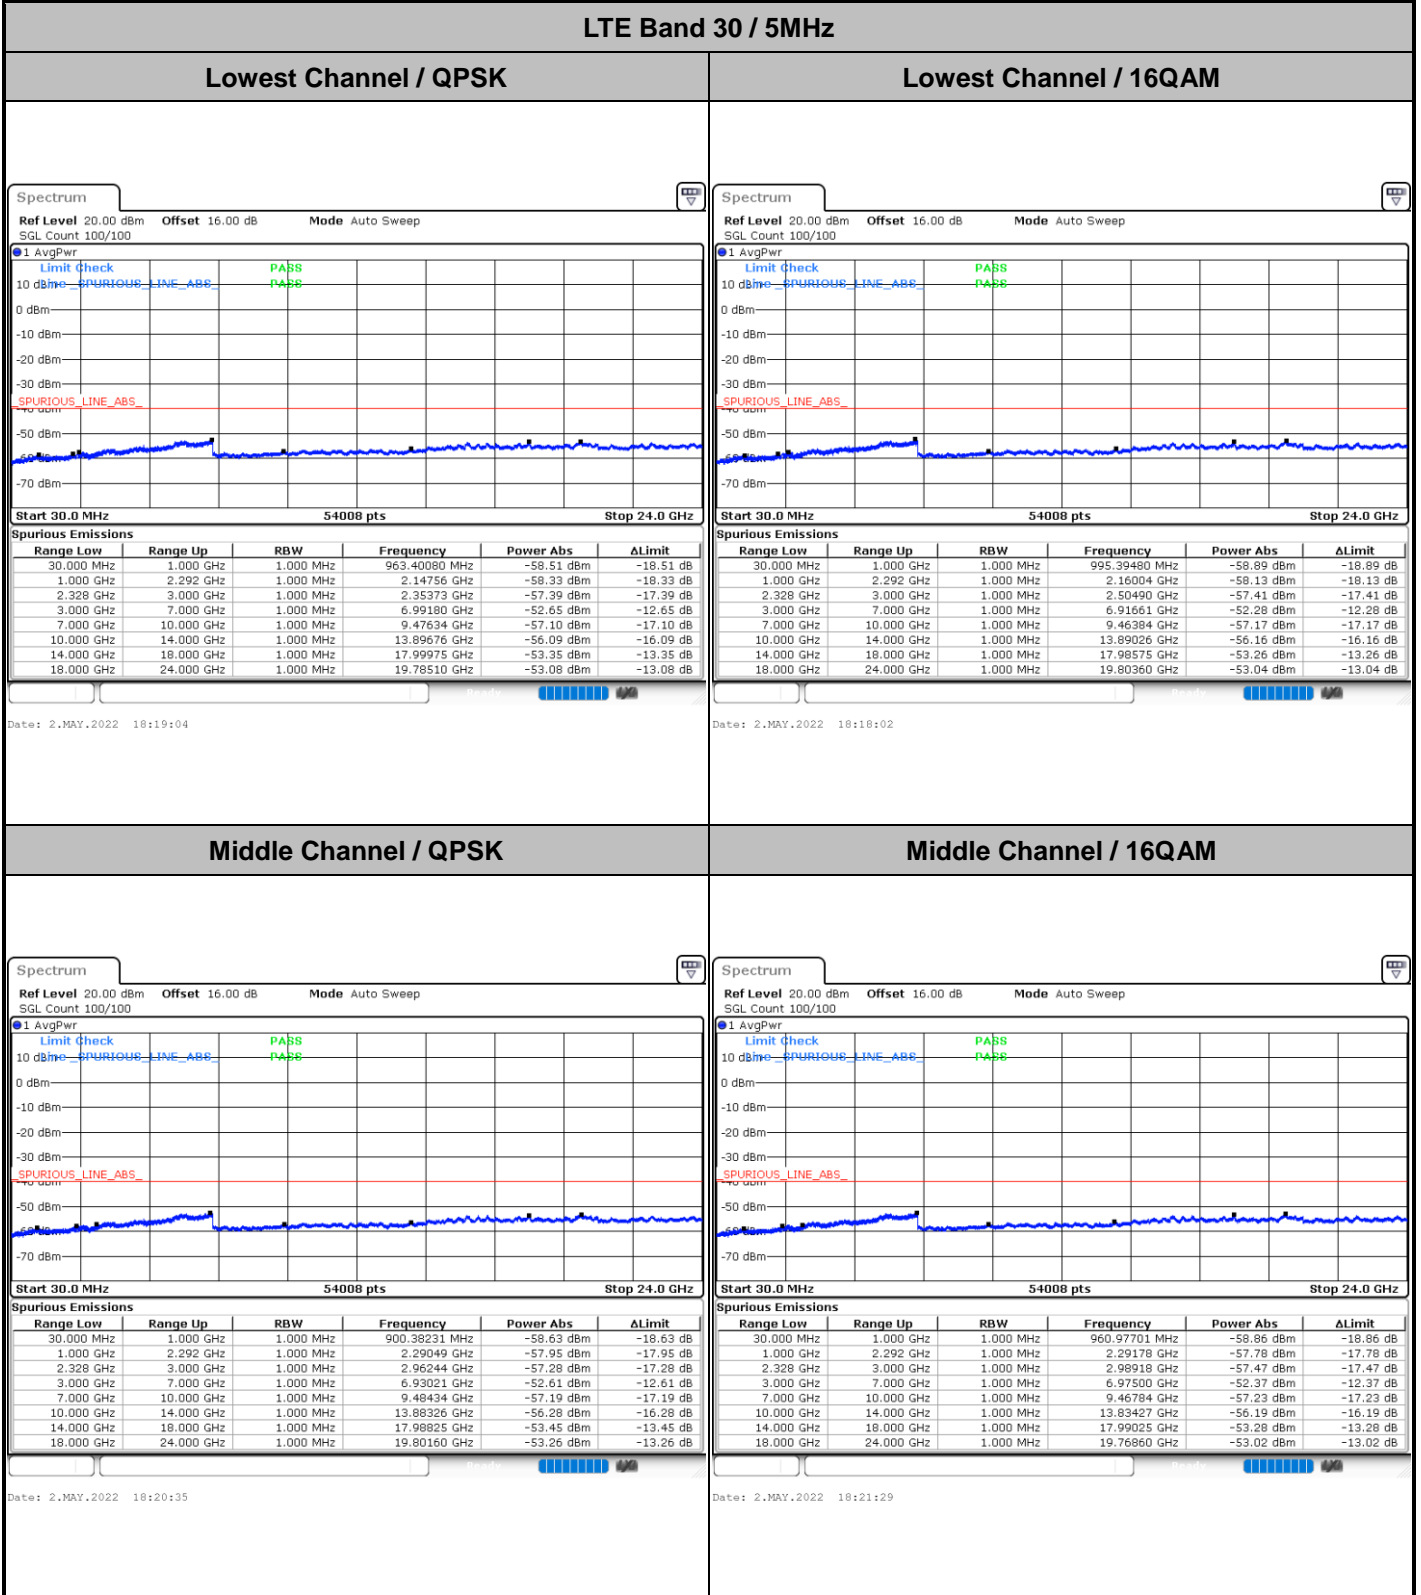 LTE Band 30 / 5MHz
Lowest Channel / QPSK
Lowest Channel / 16QAM
Spectrum
Ref Level 20.00 dBm Offset 16.00 dB Mode Auto Sweep
SGL Count 100/100
1 AvgPwr
Limit Check PASS
10 dBm Line _SPURIOUS_LINE_ABS_ PASS
0 dBm
-10 dBm
-20 dBm
-30 dBm
_SPURIOUS_LINE_ABS_
-40 dBm
-50 dBm
-60 dBm
-70 dBm
Start 30.0 MHz 54008 pts Stop 24.0 GHz
Spurious Emissions
Range Low Range Up RBW Frequency Power Abs ΔLimit
30.000 MHz 1.000 GHz 1.000 MHz 963.40080 MHz -58.51 dBm -18.51 dB
1.000 GHz 2.292 GHz 1.000 MHz 2.14756 GHz -58.33 dBm -18.33 dB
2.328 GHz 3.000 GHz 1.000 MHz 2.35373 GHz -57.39 dBm -17.39 dB
3.000 GHz 7.000 GHz 1.000 MHz 6.99180 GHz -52.65 dBm -12.65 dB
7.000 GHz 10.000 GHz 1.000 MHz 9.47634 GHz -57.10 dBm -17.10 dB
10.000 GHz 14.000 GHz 1.000 MHz 13.89676 GHz -56.09 dBm -16.09 dB
14.000 GHz 18.000 GHz 1.000 MHz 17.99975 GHz -53.35 dBm -13.35 dB
18.000 GHz 24.000 GHz 1.000 MHz 19.78510 GHz -53.08 dBm -13.08 dB
Ready
Date: 2.MAY.2022 18:19:04
Spectrum
Ref Level 20.00 dBm Offset 16.00 dB Mode Auto Sweep
SGL Count 100/100
1 AvgPwr
Limit Check PASS
10 dBm Line _SPURIOUS_LINE_ABS_ PASS
0 dBm
-10 dBm
-20 dBm
-30 dBm
_SPURIOUS_LINE_ABS_
-40 dBm
-50 dBm
-60 dBm
-70 dBm
Start 30.0 MHz 54008 pts Stop 24.0 GHz
Spurious Emissions
Range Low Range Up RBW Frequency Power Abs ΔLimit
30.000 MHz 1.000 GHz 1.000 MHz 995.39480 MHz -58.89 dBm -18.89 dB
1.000 GHz 2.292 GHz 1.000 MHz 2.16004 GHz -58.13 dBm -18.13 dB
2.328 GHz 3.000 GHz 1.000 MHz 2.50490 GHz -57.41 dBm -17.41 dB
3.000 GHz 7.000 GHz 1.000 MHz 6.91661 GHz -52.28 dBm -12.28 dB
7.000 GHz 10.000 GHz 1.000 MHz 9.46384 GHz -57.17 dBm -17.17 dB
10.000 GHz 14.000 GHz 1.000 MHz 13.89026 GHz -56.16 dBm -16.16 dB
14.000 GHz 18.000 GHz 1.000 MHz 17.98575 GHz -53.26 dBm -13.26 dB
18.000 GHz 24.000 GHz 1.000 MHz 19.80360 GHz -53.04 dBm -13.04 dB
Ready
Date: 2.MAY.2022 18:18:02
Middle Channel / QPSK
Middle Channel / 16QAM
Spectrum
Ref Level 20.00 dBm Offset 16.00 dB Mode Auto Sweep
SGL Count 100/100
1 AvgPwr
Limit Check PASS
10 dBm Line _SPURIOUS_LINE_ABS_ PASS
0 dBm
-10 dBm
-20 dBm
-30 dBm
_SPURIOUS_LINE_ABS_
-40 dBm
-50 dBm
-60 dBm
-70 dBm
Start 30.0 MHz 54008 pts Stop 24.0 GHz
Spurious Emissions
Range Low Range Up RBW Frequency Power Abs ΔLimit
30.000 MHz 1.000 GHz 1.000 MHz 900.38231 MHz -58.63 dBm -18.63 dB
1.000 GHz 2.292 GHz 1.000 MHz 2.29049 GHz -57.95 dBm -17.95 dB
2.328 GHz 3.000 GHz 1.000 MHz 2.96244 GHz -57.28 dBm -17.28 dB
3.000 GHz 7.000 GHz 1.000 MHz 6.93021 GHz -52.61 dBm -12.61 dB
7.000 GHz 10.000 GHz 1.000 MHz 9.48434 GHz -57.19 dBm -17.19 dB
10.000 GHz 14.000 GHz 1.000 MHz 13.88326 GHz -56.28 dBm -16.28 dB
14.000 GHz 18.000 GHz 1.000 MHz 17.98825 GHz -53.45 dBm -13.45 dB
18.000 GHz 24.000 GHz 1.000 MHz 19.80160 GHz -53.26 dBm -13.26 dB
Ready
Date: 2.MAY.2022 18:20:35
Spectrum
Ref Level 20.00 dBm Offset 16.00 dB Mode Auto Sweep
SGL Count 100/100
1 AvgPwr
Limit Check PASS
10 dBm Line _SPURIOUS_LINE_ABS_ PASS
0 dBm
-10 dBm
-20 dBm
-30 dBm
_SPURIOUS_LINE_ABS_
-40 dBm
-50 dBm
-60 dBm
-70 dBm
Start 30.0 MHz 54008 pts Stop 24.0 GHz
Spurious Emissions
Range Low Range Up RBW Frequency Power Abs ΔLimit
30.000 MHz 1.000 GHz 1.000 MHz 960.97701 MHz -58.86 dBm -18.86 dB
1.000 GHz 2.292 GHz 1.000 MHz 2.29178 GHz -57.78 dBm -17.78 dB
2.328 GHz 3.000 GHz 1.000 MHz 2.98918 GHz -57.47 dBm -17.47 dB
3.000 GHz 7.000 GHz 1.000 MHz 6.97500 GHz -52.37 dBm -12.37 dB
7.000 GHz 10.000 GHz 1.000 MHz 9.46784 GHz -57.23 dBm -17.23 dB
10.000 GHz 14.000 GHz 1.000 MHz 13.83427 GHz -56.19 dBm -16.19 dB
14.000 GHz 18.000 GHz 1.000 MHz 17.99025 GHz -53.28 dBm -13.28 dB
18.000 GHz 24.000 GHz 1.000 MHz 19.76860 GHz -53.02 dBm -13.02 dB
Ready
Date: 2.MAY.2022 18:21:29